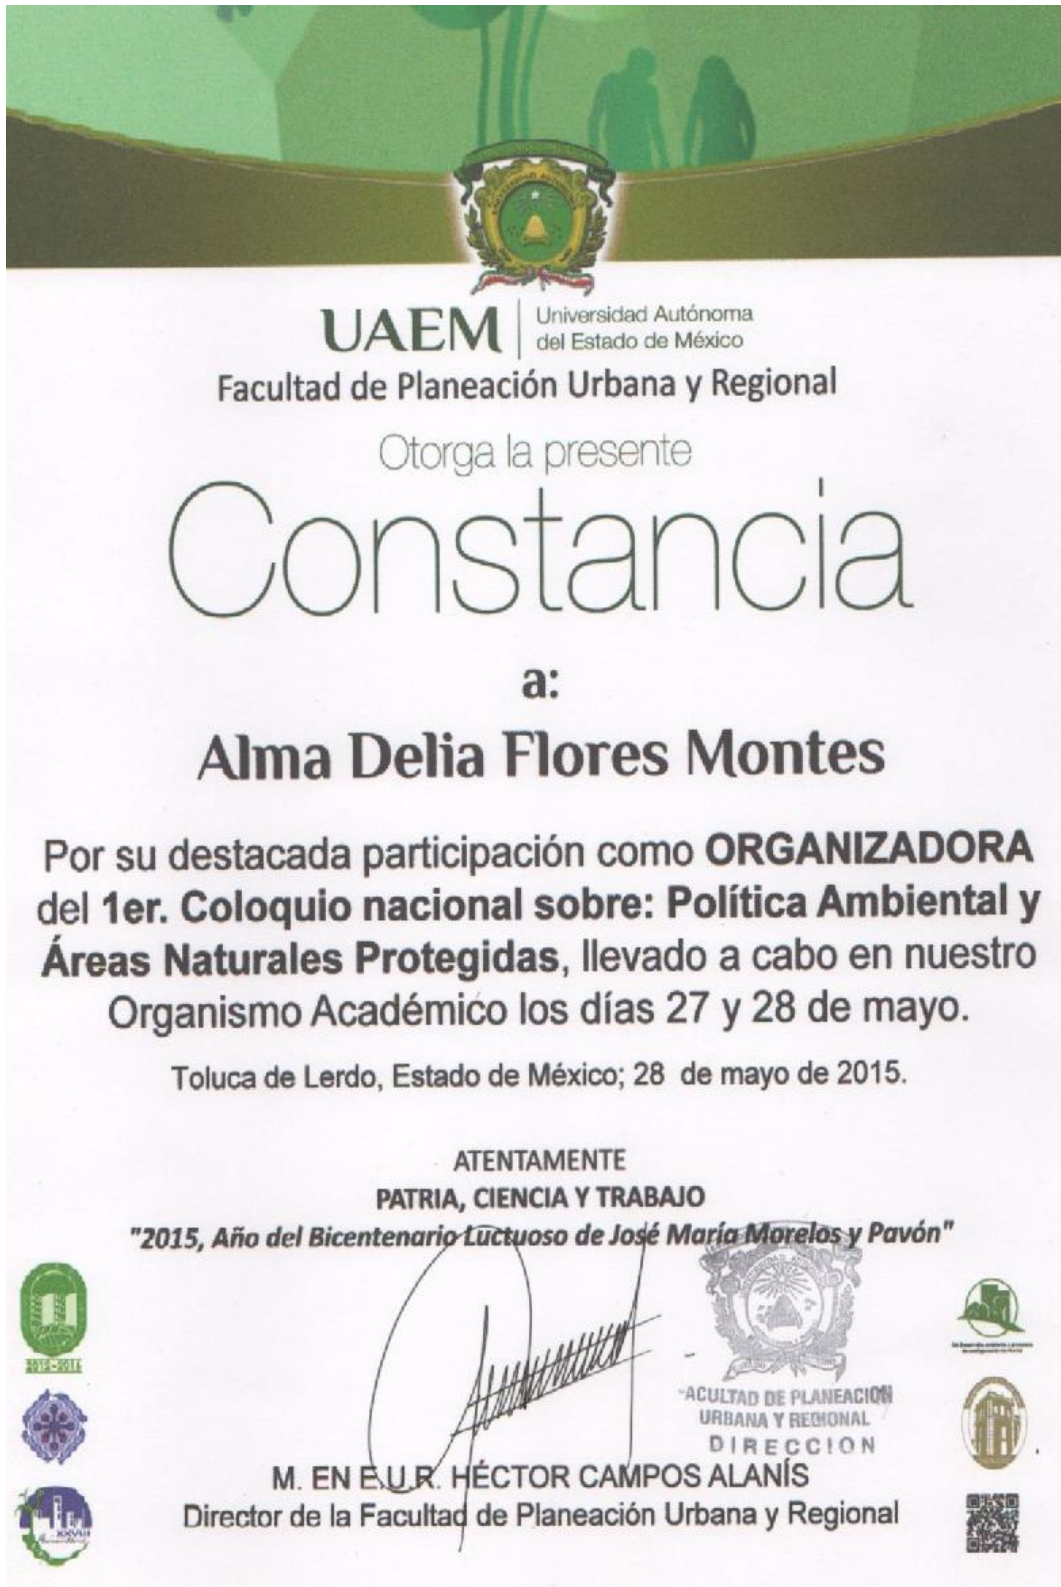 UAEM
Universidad Autónoma
del Estado de México
Facultad de Planeación Urbana y Regional
Otorga la presente
Constancia
a:
Alma Delia Flores Montes
Por su destacada participación como ORGANIZADORA
del 1er. Coloquio nacional sobre: Política Ambiental y
Áreas Naturales Protegidas, llevado a cabo en nuestro
Organismo Académico los días 27 y 28 de mayo.
Toluca de Lerdo, Estado de México; 28 de mayo de 2015.
ATENTAMENTE
PATRIA, CIENCIA Y TRABAJO
"2015, Año del Bicentenario Luctuoso de José María Morelos y Pavón"
ACULTAD DE PLANEACION
URBANA Y REGIONAL
DIRECCION
M. EN E.U.R. HÉCTOR CAMPOS ALANÍS
Director de la Facultad de Planeación Urbana y Regional
XXVIII